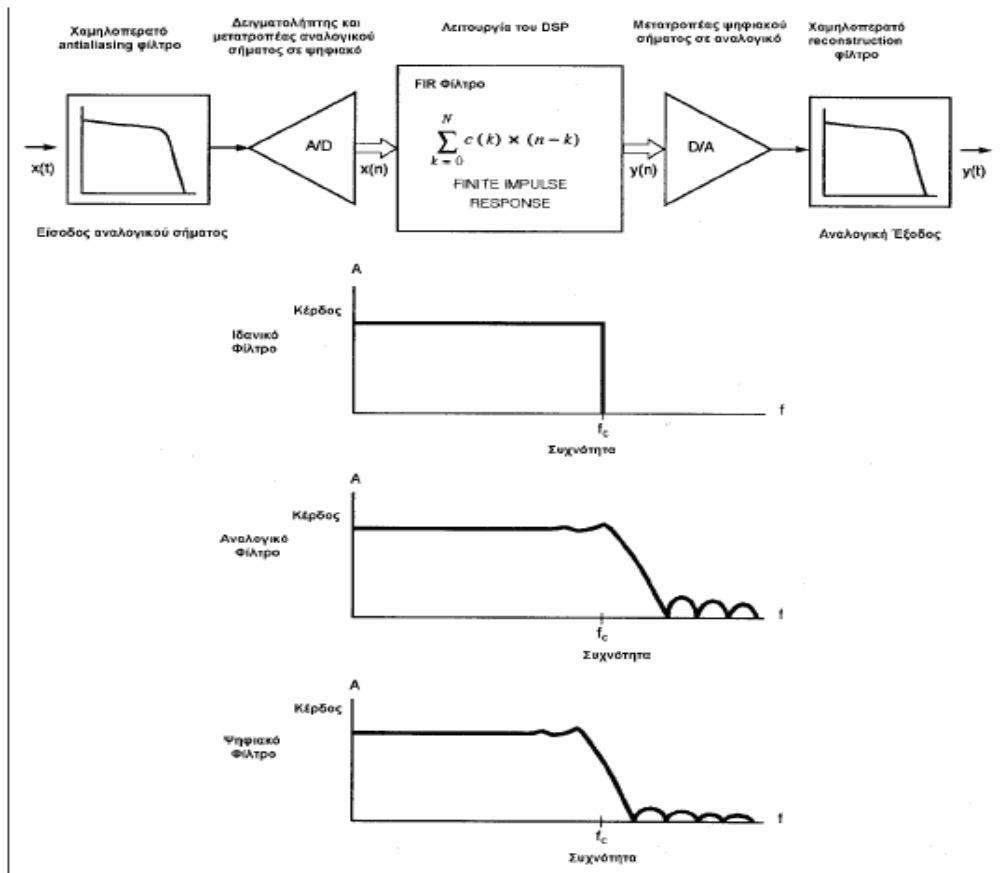 Χαμηλοπερατό
antialiasing φίλτρο
Δειγματολήπτης και
μετατροπέας αναλογικού
σήματος σε ψηφιακό
Λειτουργία του DSP
Μετατροπέας ψηφιακού
σήματος σε αναλογικό
Χαμηλοπερατό
reconstruction
φίλτρο
x(t)
A/D
x(n)
FIR Φίλτρο
N
∑ c (k) × (n – k)
k = 0
FINITE IMPULSE
RESPONSE
y(n)
D/A
y(t)
Είσοδος αναλογικού σήματος
Αναλογική Έξοδος
A
Κέρδος
Ιδανικό
Φίλτρο
f
fc
Συχνότητα
A
Κέρδος
Αναλογικό
Φίλτρο
f
fc
Συχνότητα
A
Κέρδος
Ψηφιακό
Φίλτρο
f
fc
Συχνότητα